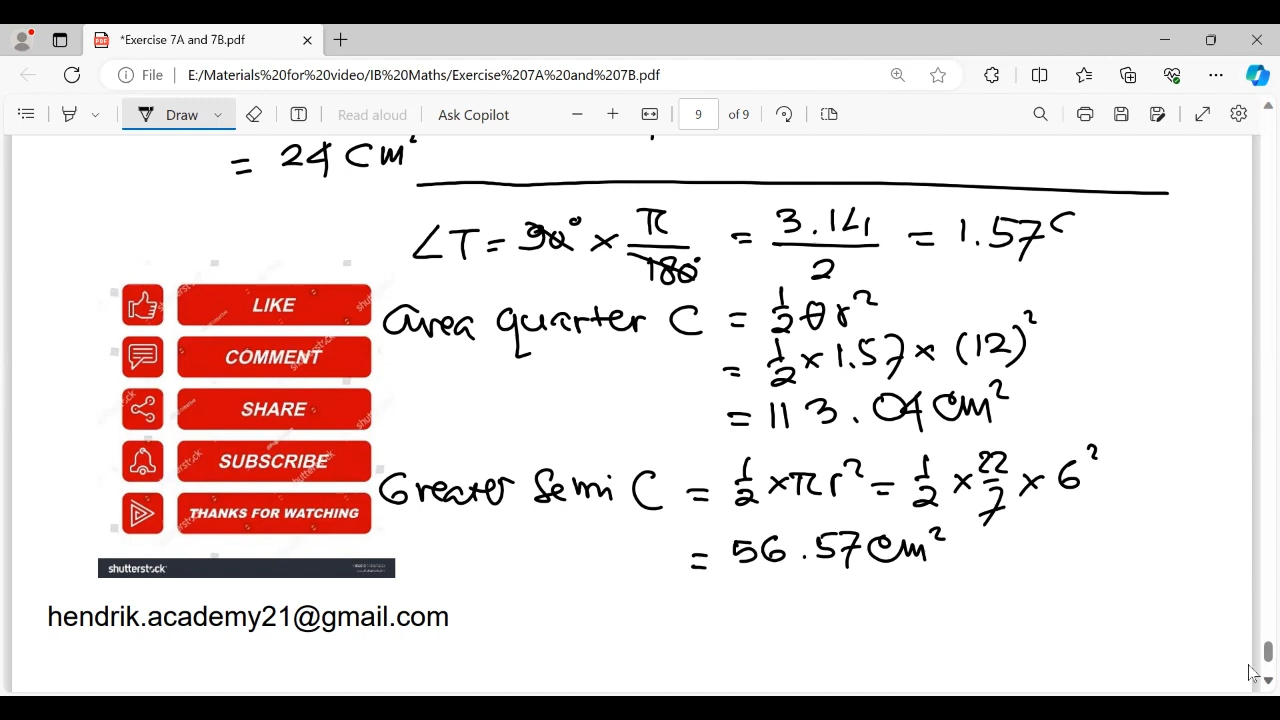 *Exercise 7A and 7B.pdf
File E:/Materials%20for%20video/IB%20Maths/Exercise%207A%20and%207B.pdf
Draw Read aloud Ask Copilot 9 of 9
= 24 cm²
∠T = 90° × π/180° = 3.14/2 = 1.57ᶜ
Area quarter C = 1/2 θr²
= 1/2 × 1.57 × (12)²
= 113.04 cm²
Greater Semi C = 1/2 × πr² = 1/2 × 22/7 × 6²
= 56.57 cm²
LIKE
COMMENT
SHARE
SUBSCRIBE
THANKS FOR WATCHING
shutterstock
hendrik.academy21@gmail.com